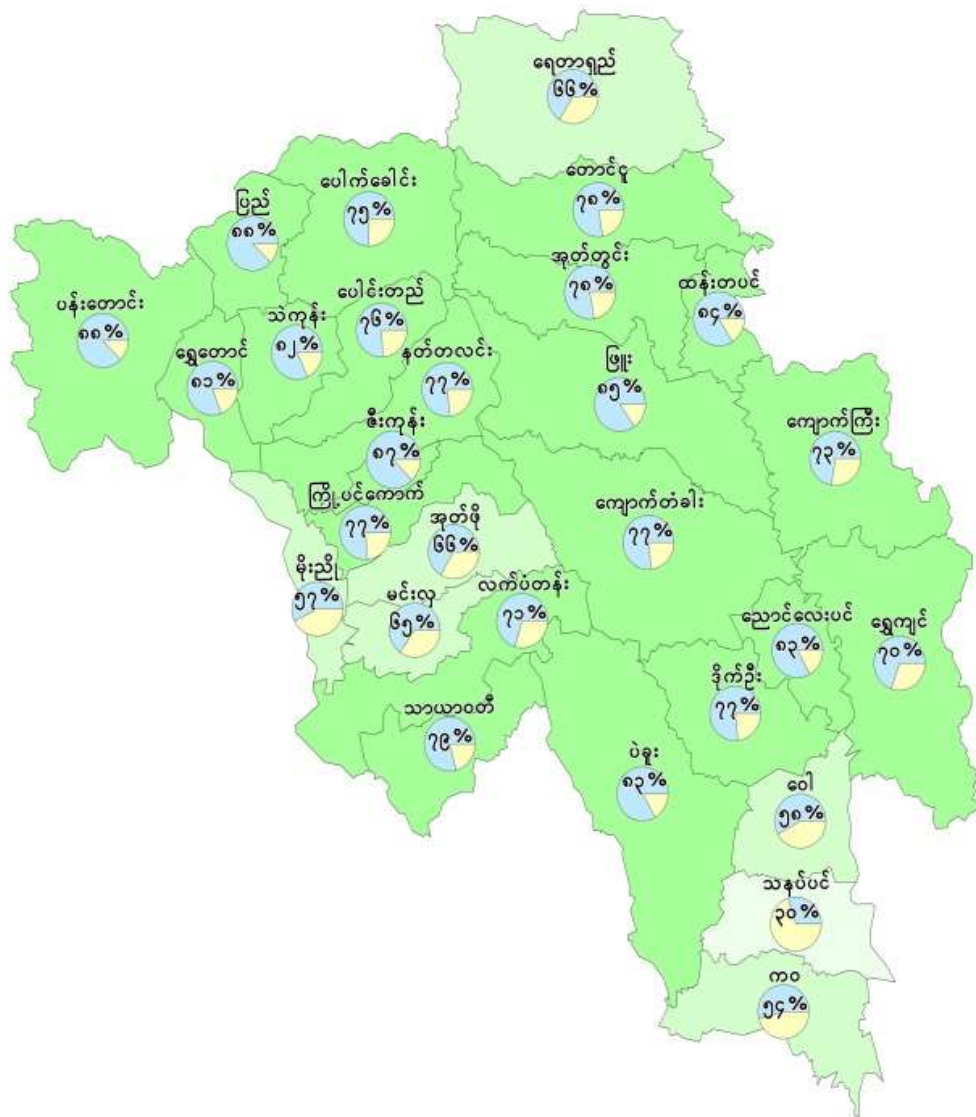 ရေတာရှည်
၆၆%
တောင်ငူ
၇၈%
ပေါက်ခေါင်း
၇၅%
ပြည်
၈၈%
အုတ်တွင်း
၇၈%
ထန်းတပင်
၈၄%
ပန်းတောင်း
၈၈%
သဲကုန်း
၈၂%
ပေါင်းတည်
၇၆%
ရွှေတောင်
၈၁%
နတ်တလင်း
၇၇%
ဖြူး
၈၅%
ကျောက်ကြီး
၇၃%
ဇီးကုန်း
၈၇%
ကြို့ပင်ကောက်
၇၇%
အုတ်ဖို
၆၆%
ကျောက်တံခါး
၇၇%
မိုးညို
၅၇%
မင်းလှ
၆၅%
လက်ပံတန်း
၇၁%
ညောင်လေးပင်
၈၃%
ရွှေကျင်
၇၀%
ဒိုက်ဦး
၇၇%
သာယာဝတီ
၇၉%
ပဲခူး
၈၃%
ဝေါ
၅၈%
သနပ်ပင်
၃၀%
ကဝ
၅၄%